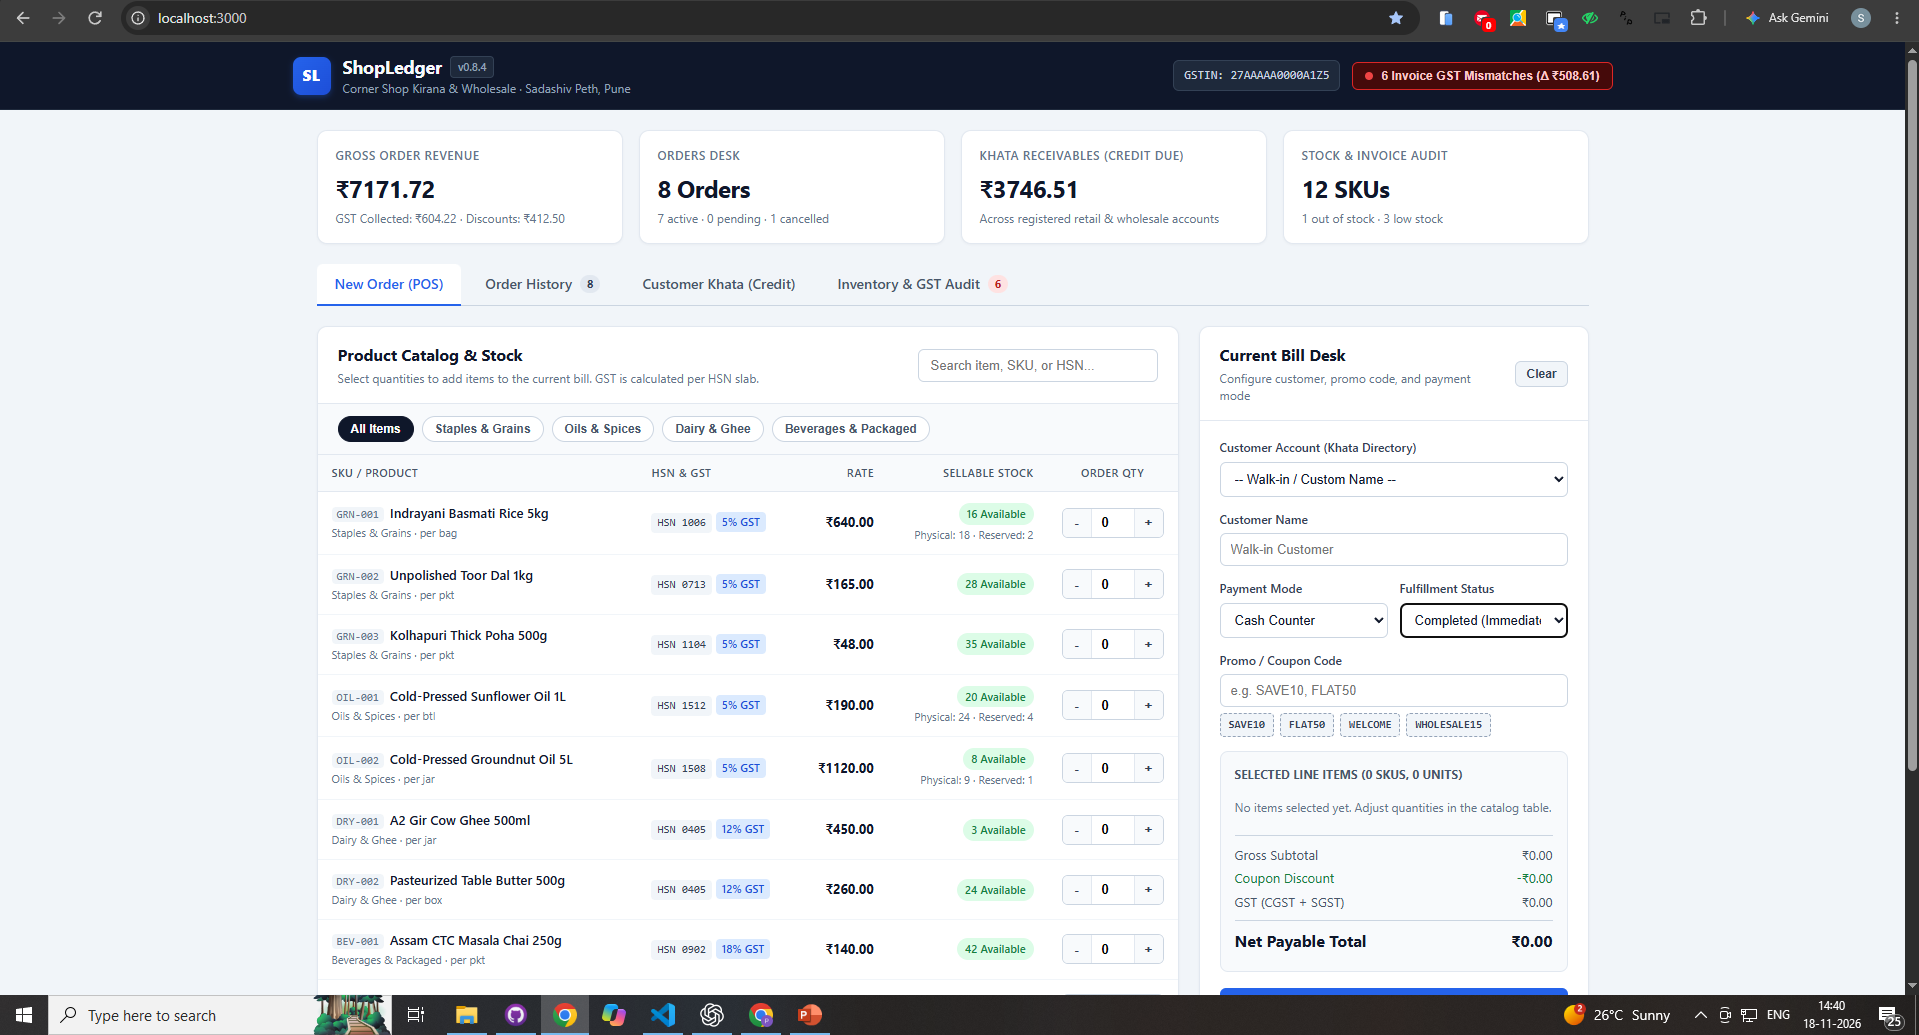 localhost:3000
0
Ask Gemini
S
SL
ShopLedger v0.8.4
Corner Shop Kirana & Wholesale · Sadashiv Peth, Pune
GSTIN: 27AAAAA0000A1Z5
6 Invoice GST Mismatches (Δ ₹508.61)
GROSS ORDER REVENUE
₹7171.72
GST Collected: ₹604.22 · Discounts: ₹412.50
ORDERS DESK
8 Orders
7 active · 0 pending · 1 cancelled
KHATA RECEIVABLES (CREDIT DUE)
₹3746.51
Across registered retail & wholesale accounts
STOCK & INVOICE AUDIT
12 SKUs
1 out of stock · 3 low stock
New Order (POS)
Order History 8
Customer Khata (Credit)
Inventory & GST Audit 6
Product Catalog & Stock
Select quantities to add items to the current bill. GST is calculated per HSN slab.
Search item, SKU, or HSN...
All Items
Staples & Grains
Oils & Spices
Dairy & Ghee
Beverages & Packaged
SKU / PRODUCT HSN & GST RATE SELLABLE STOCK ORDER QTY
GRN-001 Indrayani Basmati Rice 5kg
Staples & Grains · per bag
HSN 1006 5% GST
₹640.00
16 Available
Physical: 18 · Reserved: 2
- 0 +
GRN-002 Unpolished Toor Dal 1kg
Staples & Grains · per pkt
HSN 0713 5% GST
₹165.00
28 Available
- 0 +
GRN-003 Kolhapuri Thick Poha 500g
Staples & Grains · per pkt
HSN 1104 5% GST
₹48.00
35 Available
- 0 +
OIL-001 Cold-Pressed Sunflower Oil 1L
Oils & Spices · per btl
HSN 1512 5% GST
₹190.00
20 Available
Physical: 24 · Reserved: 4
- 0 +
OIL-002 Cold-Pressed Groundnut Oil 5L
Oils & Spices · per jar
HSN 1508 5% GST
₹1120.00
8 Available
Physical: 9 · Reserved: 1
- 0 +
DRY-001 A2 Gir Cow Ghee 500ml
Dairy & Ghee · per jar
HSN 0405 12% GST
₹450.00
3 Available
- 0 +
DRY-002 Pasteurized Table Butter 500g
Dairy & Ghee · per box
HSN 0405 12% GST
₹260.00
24 Available
- 0 +
BEV-001 Assam CTC Masala Chai 250g
Beverages & Packaged · per pkt
HSN 0902 18% GST
₹140.00
42 Available
- 0 +
Current Bill Desk
Configure customer, promo code, and payment
mode
Clear
Customer Account (Khata Directory)
-- Walk-in / Custom Name --
Customer Name
Walk-in Customer
Payment Mode
Cash Counter
Fulfillment Status
Completed (Immediate
Promo / Coupon Code
e.g. SAVE10, FLAT50
SAVE10
FLAT50
WELCOME
WHOLESALE15
SELECTED LINE ITEMS (0 SKUS, 0 UNITS)
No items selected yet. Adjust quantities in the catalog table.
Gross Subtotal ₹0.00
Coupon Discount -₹0.00
GST (CGST + SGST) ₹0.00
Net Payable Total ₹0.00
Type here to search
2
26°C Sunny
ENG
14:40
18-11-2026
25